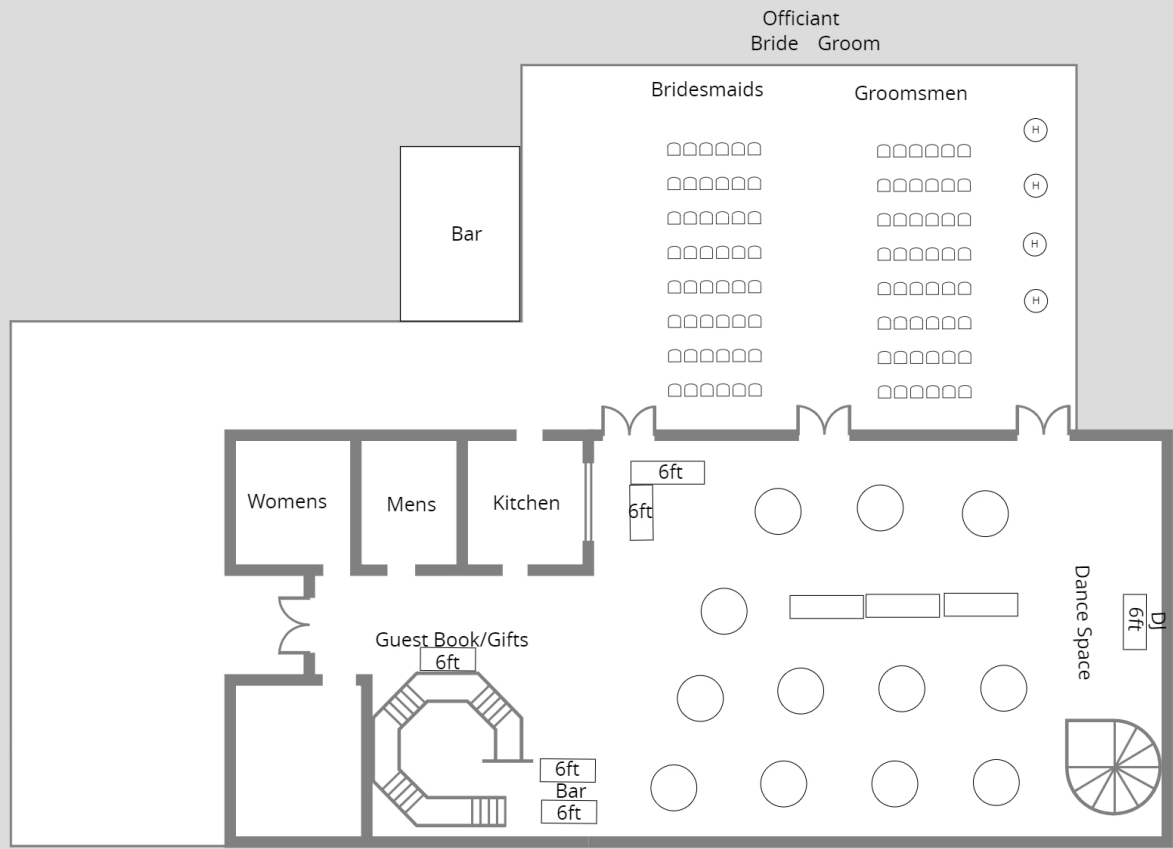 Officiant
Bride Groom
Bridesmaids
Groomsmen
H
H
Bar
H
H
6ft
Womens
Mens
Kitchen
6ft
Dance Space
DJ
6ft
Guest Book/Gifts
6ft
6ft
Bar
6ft